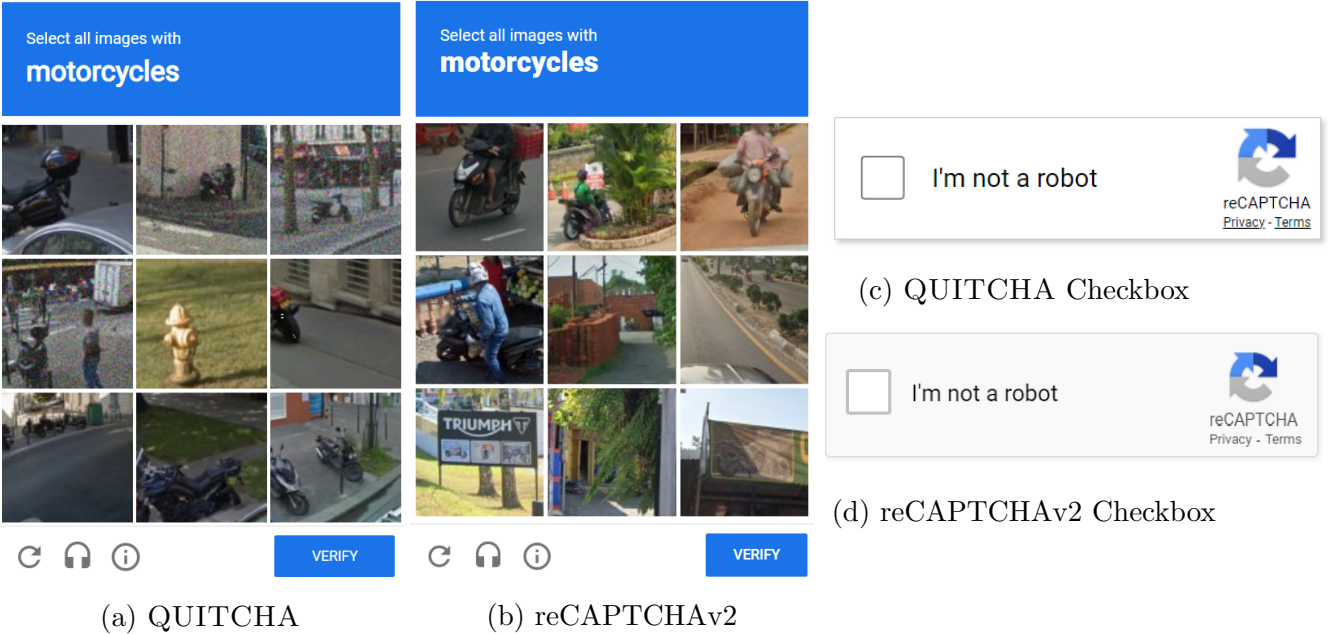 Select all images with
motorcycles
VERIFY
(a) QUITCHA
Select all images with
motorcycles
TRIUMPH
VERIFY
(b) reCAPTCHAv2
I'm not a robot
reCAPTCHA
Privacy - Terms
(c) QUITCHA Checkbox
I'm not a robot
reCAPTCHA
Privacy - Terms
(d) reCAPTCHAv2 Checkbox